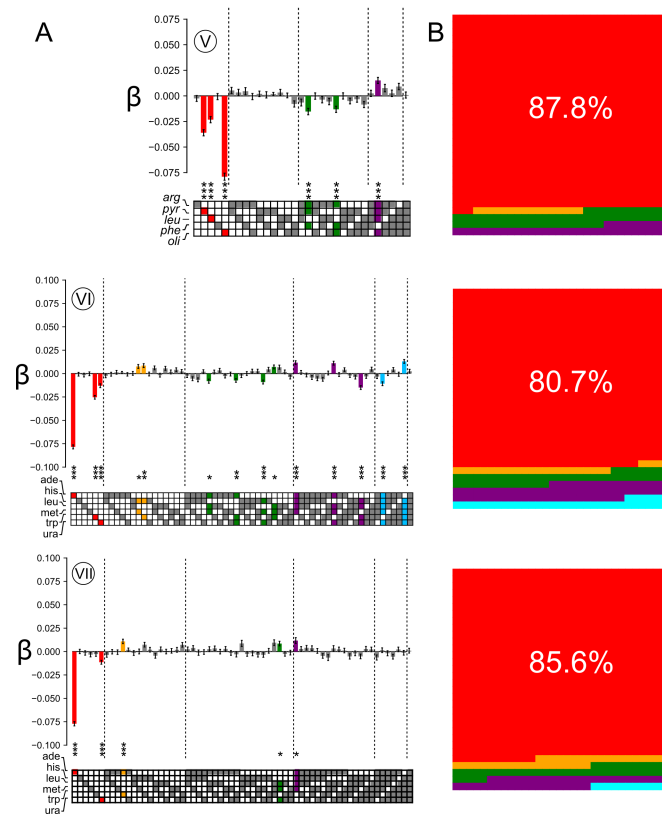 A
B
V
0.075
0.050
0.025
0.000
-0.025
-0.050
-0.075
β
***
***
***
***
***
***
arg
pyr
leu
phe
oli
87.8%
VI
0.100
0.075
0.050
0.025
0.000
-0.025
-0.050
-0.075
-0.100
β
***
***
***
*
**
*
**
***
*
***
***
***
***
***
ade
his
leu
met
trp
ura
80.7%
VII
0.100
0.075
0.050
0.025
0.000
-0.025
-0.050
-0.075
-0.100
β
***
***
***
*
*
ade
his
leu
met
trp
ura
85.6%